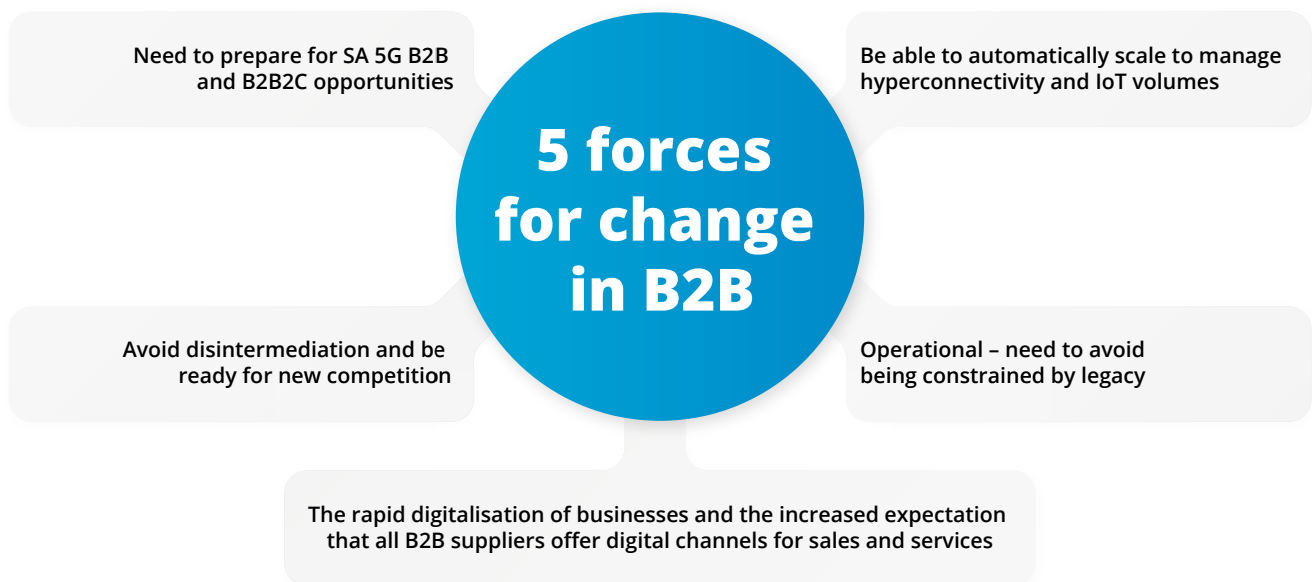 Need to prepare for SA 5G B2B
and B2B2C opportunities
Be able to automatically scale to manage
hyperconnectivity and IoT volumes
5 forces
for change
in B2B
Avoid disintermediation and be
ready for new competition
Operational – need to avoid
being constrained by legacy
The rapid digitalisation of businesses and the increased expectation
that all B2B suppliers offer digital channels for sales and services